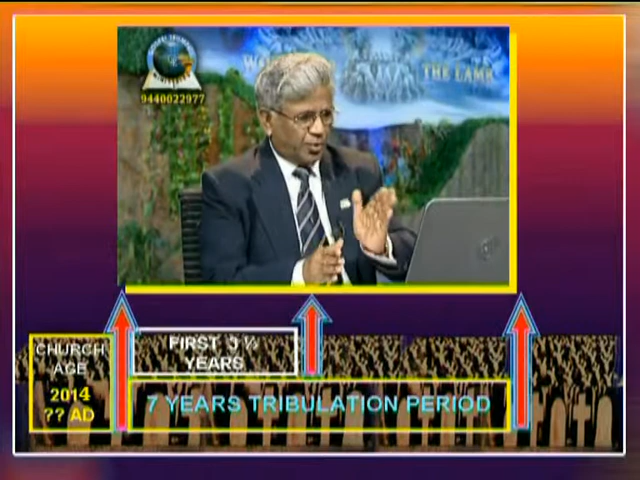 9440022977
THE LAMB
FIRST 3 ½
YEARS
CHURCH
AGE
2014
?? AD
7 YEARS TRIBULATION PERIOD